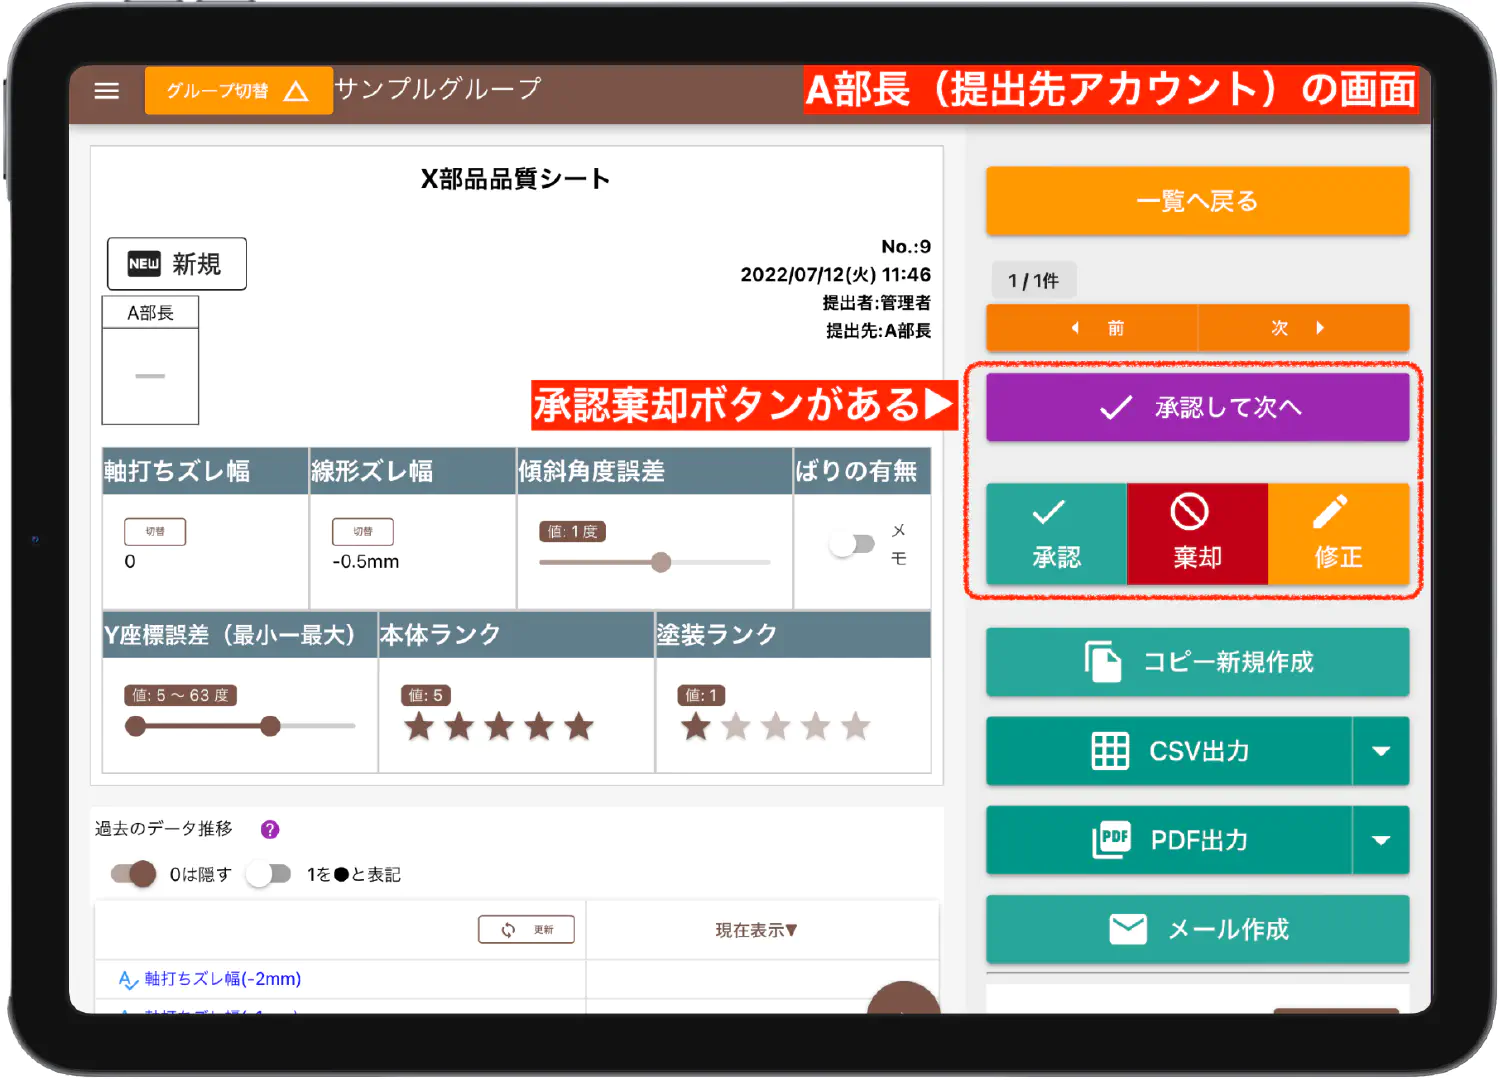 グループ切替
サンプルグループ
A部長（提出先アカウント）の画面
X部品品質シート
NEW 新規
No.:9
2022/07/12(火) 11:46
提出者:管理者
提出先:A部長
A部長
承認棄却ボタンがある▶
軸打ちズレ幅
線形ズレ幅
傾斜角度誤差
ばりの有無
切替
0
切替
-0.5mm
値: 1 度
メモ
Y座標誤差（最小ー最大）
本体ランク
塗装ランク
値: 5 〜 63 度
値: 5
値: 1
過去のデータ推移 ?
0は隠す
1を●と表記
更新
現在表示▼
軸打ちズレ幅(-2mm)
一覧へ戻る
1 / 1件
前
次
承認して次へ
承認
棄却
修正
コピー新規作成
CSV出力
PDF PDF出力
メール作成